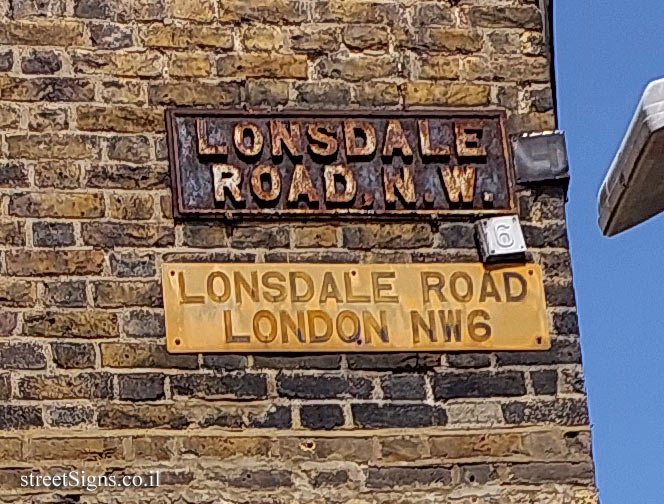 LONSDALE
ROAD, N.W.
6
LONSDALE ROAD
LONDON NW6
streetSigns.co.il